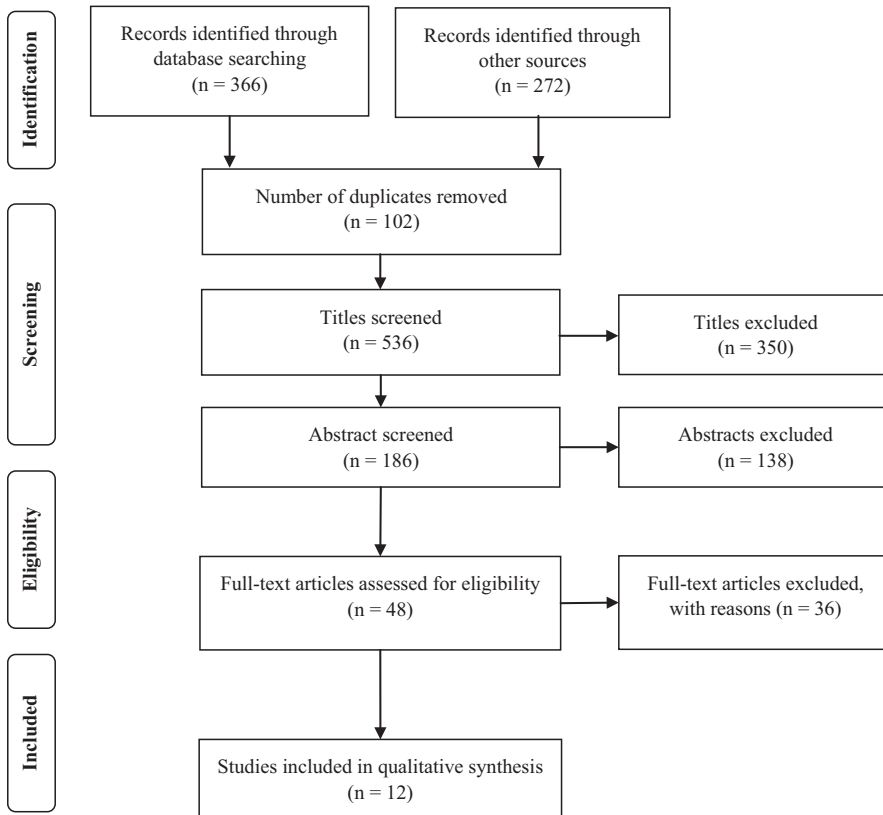 Identification
Records identified through
database searching
(n = 366)
Records identified through
other sources
(n = 272)
Number of duplicates removed
(n = 102)
Screening
Titles screened
(n = 536)
Titles excluded
(n = 350)
Abstract screened
(n = 186)
Abstracts excluded
(n = 138)
Eligibility
Full-text articles assessed for eligibility
(n = 48)
Full-text articles excluded,
with reasons (n = 36)
Included
Studies included in qualitative synthesis
(n = 12)